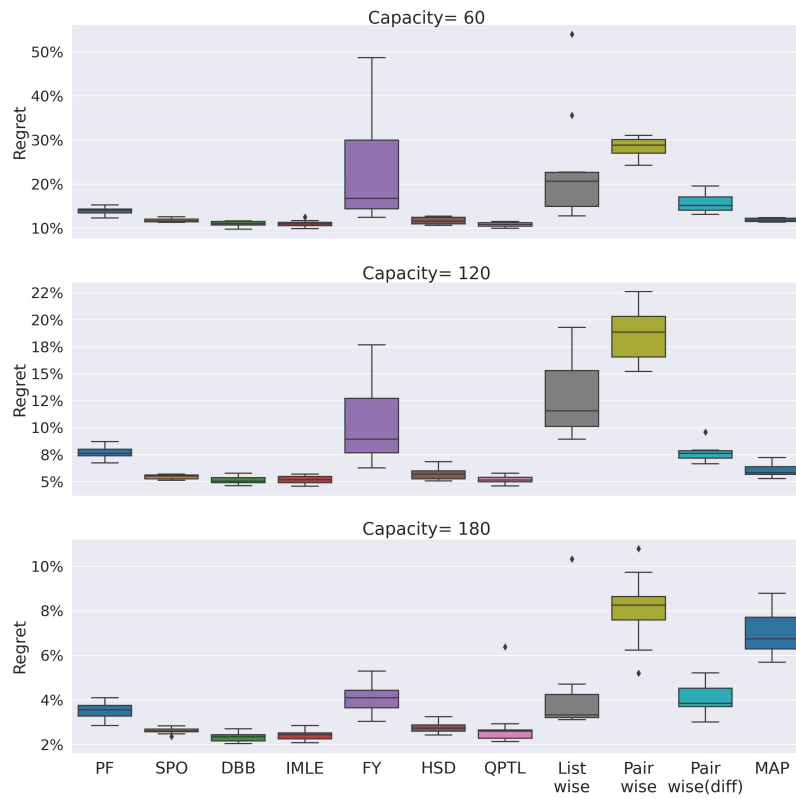 Capacity= 60
Regret
50%
40%
30%
20%
10%
Capacity= 120
Regret
22%
20%
18%
15%
12%
10%
8%
5%
Capacity= 180
Regret
10%
8%
6%
4%
2%
PF SPO DBB IMLE FY HSD QPTL List Pair Pair MAP
wise wise wise(diff)